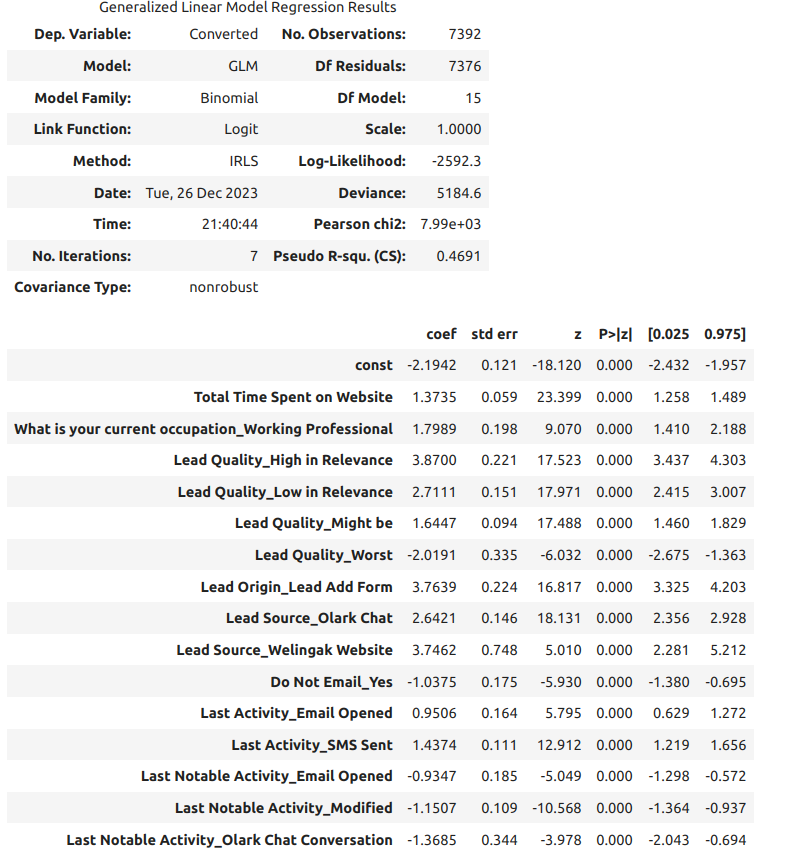 Generalized Linear Model Regression Results
Dep. Variable: Converted No. Observations: 7392
Model: GLM Df Residuals: 7376
Model Family: Binomial Df Model: 15
Link Function: Logit Scale: 1.0000
Method: IRLS Log-Likelihood: -2592.3
Date: Tue, 26 Dec 2023 Deviance: 5184.6
Time: 21:40:44 Pearson chi2: 7.99e+03
No. Iterations: 7 Pseudo R-squ. (CS): 0.4691
Covariance Type: nonrobust
coef std err z P>|z| [0.025 0.975]
const -2.1942 0.121 -18.120 0.000 -2.432 -1.957
Total Time Spent on Website 1.3735 0.059 23.399 0.000 1.258 1.489
What is your current occupation_Working Professional 1.7989 0.198 9.070 0.000 1.410 2.188
Lead Quality_High in Relevance 3.8700 0.221 17.523 0.000 3.437 4.303
Lead Quality_Low in Relevance 2.7111 0.151 17.971 0.000 2.415 3.007
Lead Quality_Might be 1.6447 0.094 17.488 0.000 1.460 1.829
Lead Quality_Worst -2.0191 0.335 -6.032 0.000 -2.675 -1.363
Lead Origin_Lead Add Form 3.7639 0.224 16.817 0.000 3.325 4.203
Lead Source_Olark Chat 2.6421 0.146 18.131 0.000 2.356 2.928
Lead Source_Welingak Website 3.7462 0.748 5.010 0.000 2.281 5.212
Do Not Email_Yes -1.0375 0.175 -5.930 0.000 -1.380 -0.695
Last Activity_Email Opened 0.9506 0.164 5.795 0.000 0.629 1.272
Last Activity_SMS Sent 1.4374 0.111 12.912 0.000 1.219 1.656
Last Notable Activity_Email Opened -0.9347 0.185 -5.049 0.000 -1.298 -0.572
Last Notable Activity_Modified -1.1507 0.109 -10.568 0.000 -1.364 -0.937
Last Notable Activity_Olark Chat Conversation -1.3685 0.344 -3.978 0.000 -2.043 -0.694